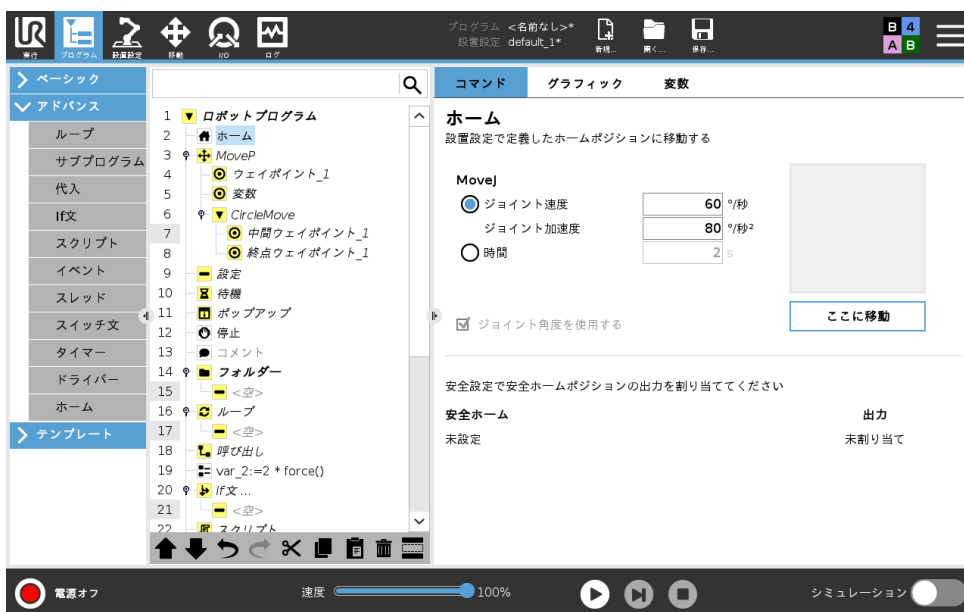 UR
実行
プログラム
設置設定
移動
I/O
ログ
プログラム <名前なし>*
設置設定 default_1*
新規...
開く...
保存...
B 4
A B
ベーシック
アドバンス
ループ
サブプログラム
代入
If文
スクリプト
イベント
スレッド
スイッチ文
タイマー
ドライバー
ホーム
テンプレート
1 ロボットプログラム
2 ホーム
3 MoveP
4 ウェイポイント_1
5 変数
6 CircleMove
7 中間ウェイポイント_1
8 終点ウェイポイント_1
9 設定
10 待機
11 ポップアップ
12 停止
13 コメント
14 フォルダー
15 <空>
16 ループ
17 <空>
18 呼び出し
19 var_2:=2 * force()
20 If文 ...
21 <空>
22 スクリプト
コマンド グラフィック 変数
ホーム
設置設定で定義したホームポジションに移動する
MoveJ
ジョイント速度 60 °/秒
ジョイント加速度 80 °/秒²
時間 2 s
ジョイント角度を使用する
ここに移動
安全設定で安全ホームポジションの出力を割り当ててください
安全ホーム 出力
未設定 未割り当て
電源オフ
速度 100%
シミュレーション